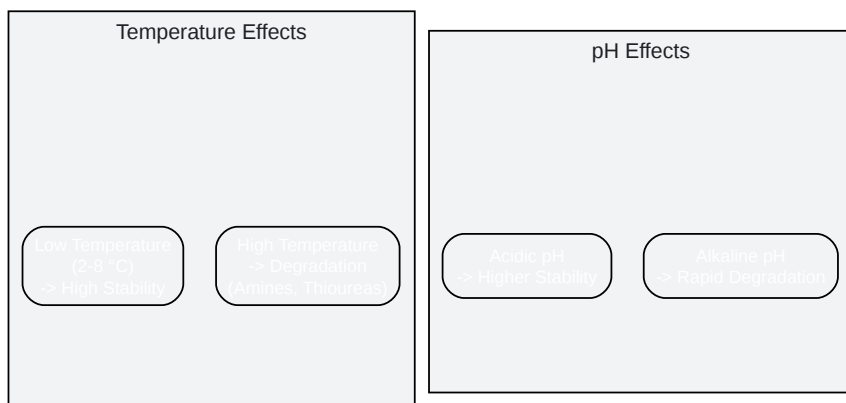 Temperature Effects
Low Temperature
(2-8 °C)
-> High Stability
High Temperature
-> Degradation
(Amines, Thioureas)
pH Effects
Acidic pH
-> Higher Stability
Alkaline pH
-> Rapid Degradation